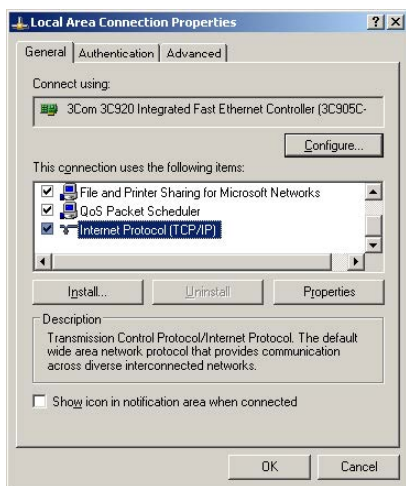 Local Area Connection Properties
General Authentication Advanced
Connect using:
3Com 3C920 Integrated Fast Ethernet Controller (3C905C-
Configure...
This connection uses the following items:
File and Printer Sharing for Microsoft Networks
QoS Packet Scheduler
Internet Protocol (TCP/IP)
Install... Uninstall Properties
Description
Transmission Control Protocol/Internet Protocol. The default
wide area network protocol that provides communication
across diverse interconnected networks.
Show icon in notification area when connected
OK Cancel